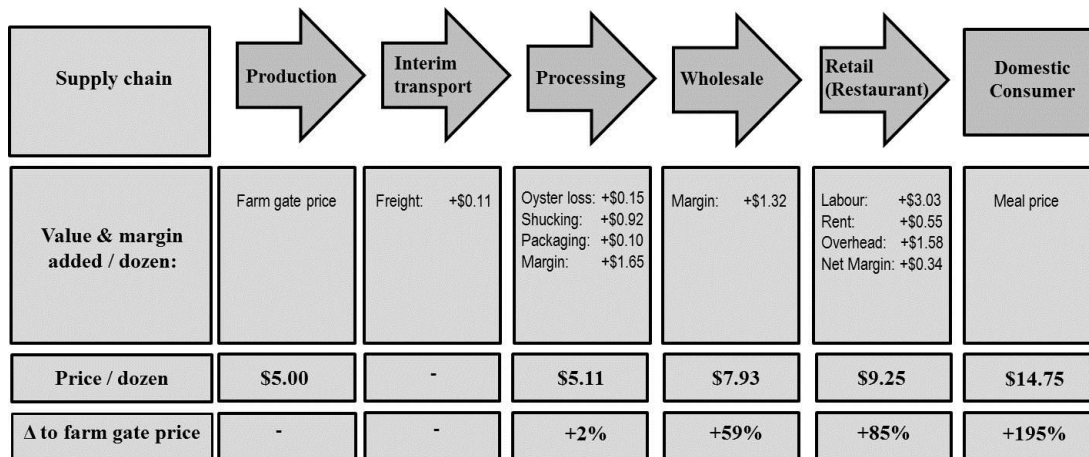 Supply chain
Production
Interim
transport
Processing
Wholesale
Retail
(Restaurant)
Domestic
Consumer
Value & margin
added / dozen:
Farm gate price
Freight: +$0.11
Oyster loss: +$0.15
Shucking: +$0.92
Packaging: +$0.10
Margin: +$1.65
Margin: +$1.32
Labour: +$3.03
Rent: +$0.55
Overhead: +$1.58
Net Margin: +$0.34
Meal price
Price / dozen
$5.00
-
$5.11
$7.93
$9.25
$14.75
Δ to farm gate price
-
-
+2%
+59%
+85%
+195%